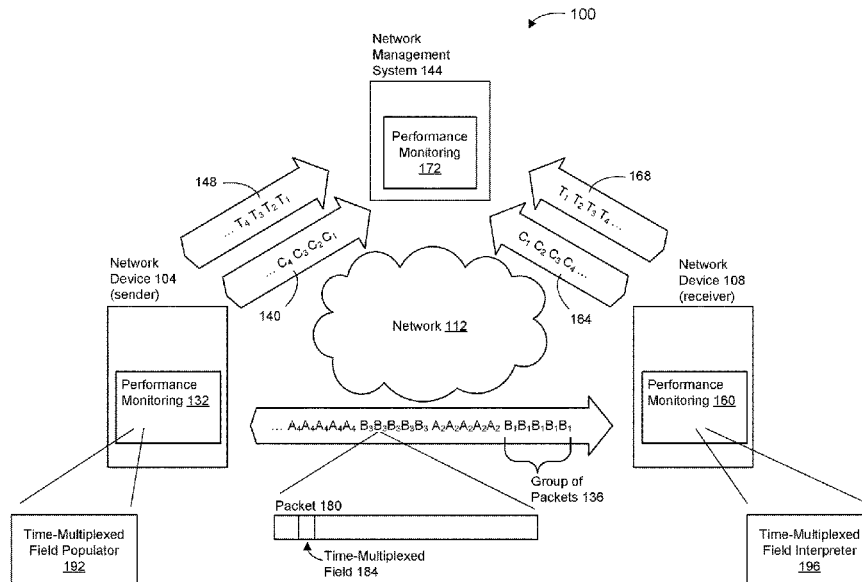 100
Network
Management
System 144
Performance
Monitoring
172
148
... T₄ T₃ T₂ T₁
168
T₁ T₂ T₃ T₄ ...
... C₄ C₃ C₂ C₁
C₁ C₂ C₃ C₄ ...
140
164
Network
Device 104
(sender)
Network
Device 108
(receiver)
Network 112
Performance
Monitoring 132
Performance
Monitoring 160
... A₄A₄A₄A₄A₄ B₃B₃B₃B₃B₃ A₂A₂A₂A₂A₂ B₁B₁B₁B₁B₁
Group of
Packets 136
Packet 180
Time-Multiplexed
Field 184
Time-Multiplexed
Field Populator
192
Time-Multiplexed
Field Interpreter
196